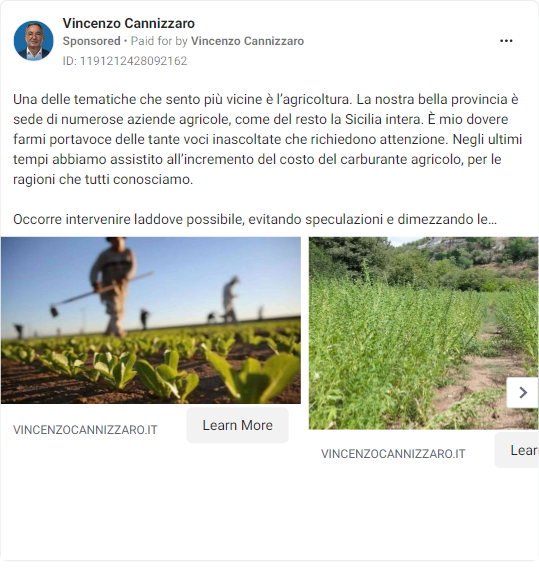 Vincenzo Cannizzaro
Sponsored • Paid for by Vincenzo Cannizzaro
ID: 1191212428092162
Una delle tematiche che sento più vicine è l’agricoltura. La nostra bella provincia è
sede di numerose aziende agricole, come del resto la Sicilia intera. È mio dovere
farmi portavoce delle tante voci inascoltate che richiedono attenzione. Negli ultimi
tempi abbiamo assistito all’incremento del costo del carburante agricolo, per le
ragioni che tutti conosciamo.
Occorre intervenire laddove possibile, evitando speculazioni e dimezzando le...
VINCENZOCANNIZZARO.IT
Learn More
VINCENZOCANNIZZARO.IT
Lear